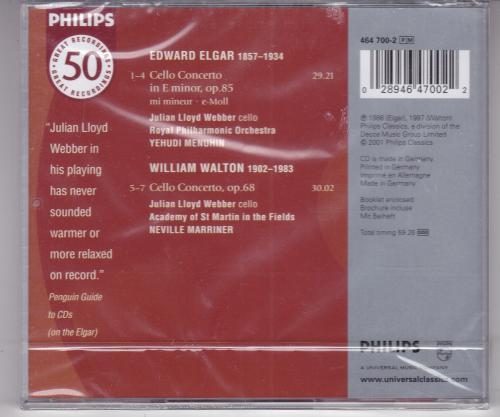 PHILIPS
GREAT RECORDINGS
50
GREAT RECORDINGS
EDWARD ELGAR 1857–1934
1–4 Cello Concerto 29.21
in E minor, op.85
mi mineur · e-Moll
Julian Lloyd Webber cello
Royal Philharmonic Orchestra
YEHUDI MENUHIN
WILLIAM WALTON 1902–1983
5–7 Cello Concerto, op.68 30.02
Julian Lloyd Webber cello
Academy of St Martin in the Fields
NEVILLE MARRINER
"Julian Lloyd
Webber in
his playing
has never
sounded
warmer or
more relaxed
on record."
Penguin Guide
to CDs
(on the Elgar)
464 700-2 PM
0 28946 47002 2
℗ 1986 (Elgar), 1997 (Walton)
Philips Classics, a division of the
Decca Music Group Limited
© 2001 Philips Classics
CD is made in Germany.
Printed in Germany
Imprimé en Allemagne
Made in Germany
Booklet enclosed
Brochure incluse
Mit Beiheft
Total timing 59.28
PHILIPS
PHILIPS
A UNIVERSAL MUSIC COMPANY
www.universalclassics.com